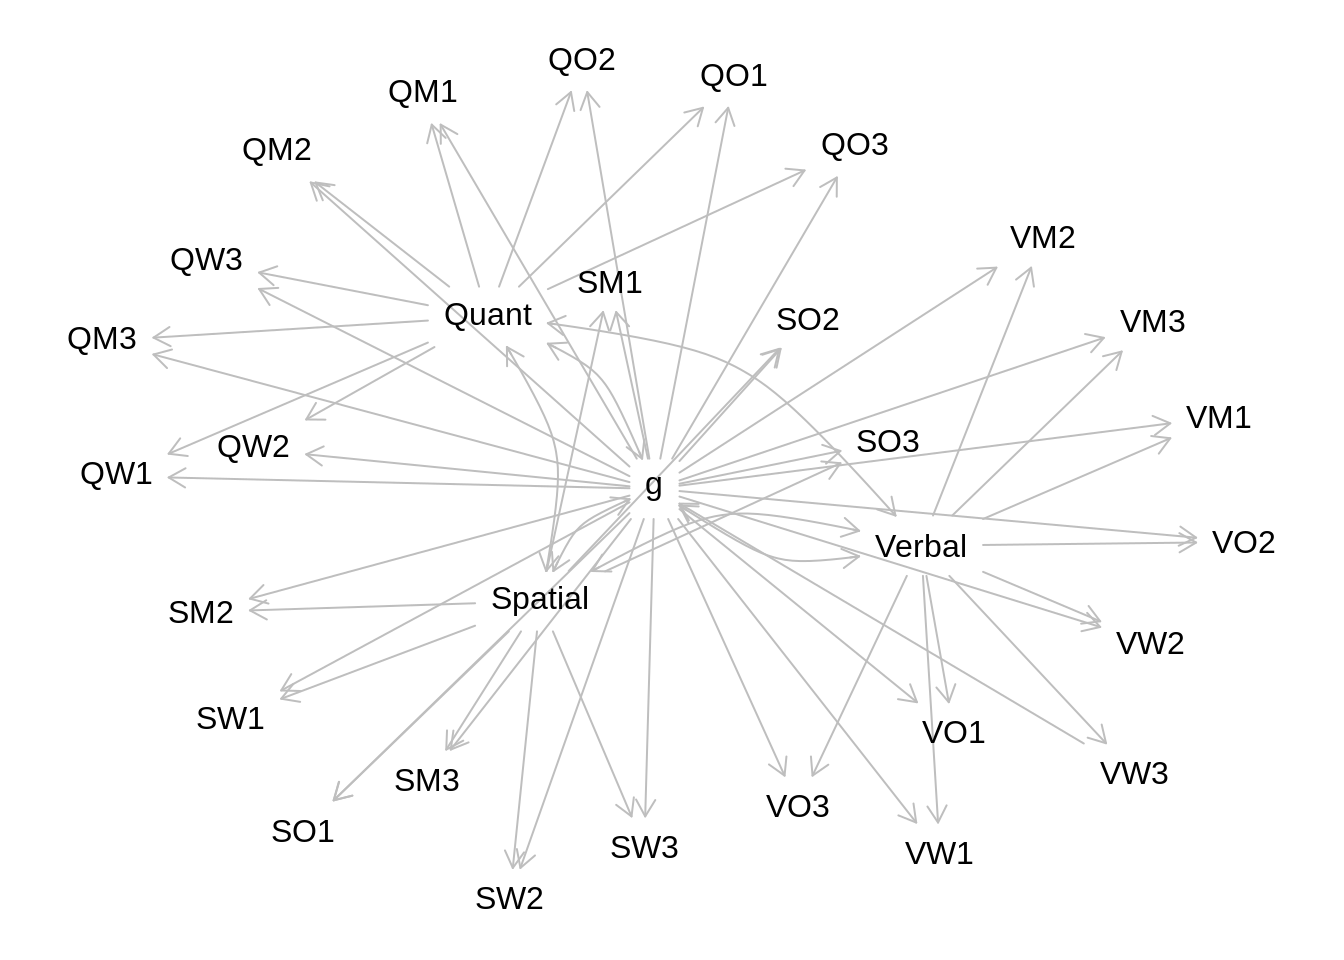 QO2
QO1
QM1
QO3
QM2
VM2
QW3
SM1
Quant
SO2
VM3
QM3
VM1
SO3
QW2
QW1
g
VO2
Verbal
Spatial
SM2
VW2
SW1
VO1
VW3
SM3
VO3
SO1
SW3
VW1
SW2